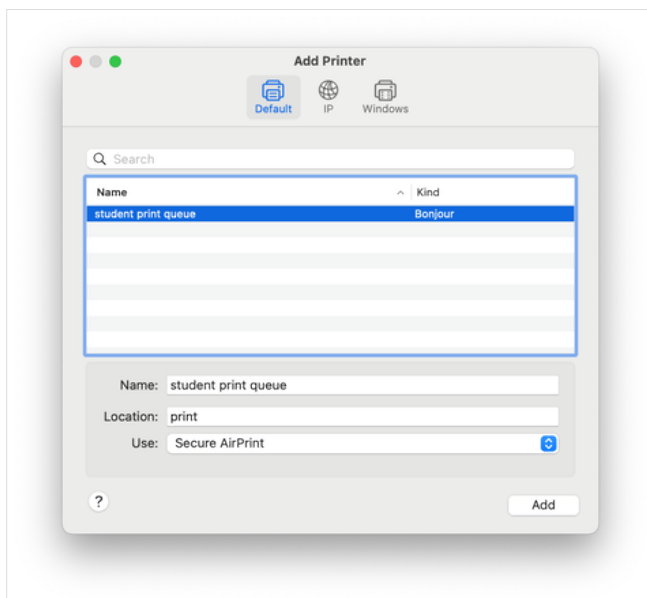 Add Printer
Default IP Windows
Search
Name Kind
student print queue Bonjour
Name: student print queue
Location: print
Use: Secure AirPrint
? Add